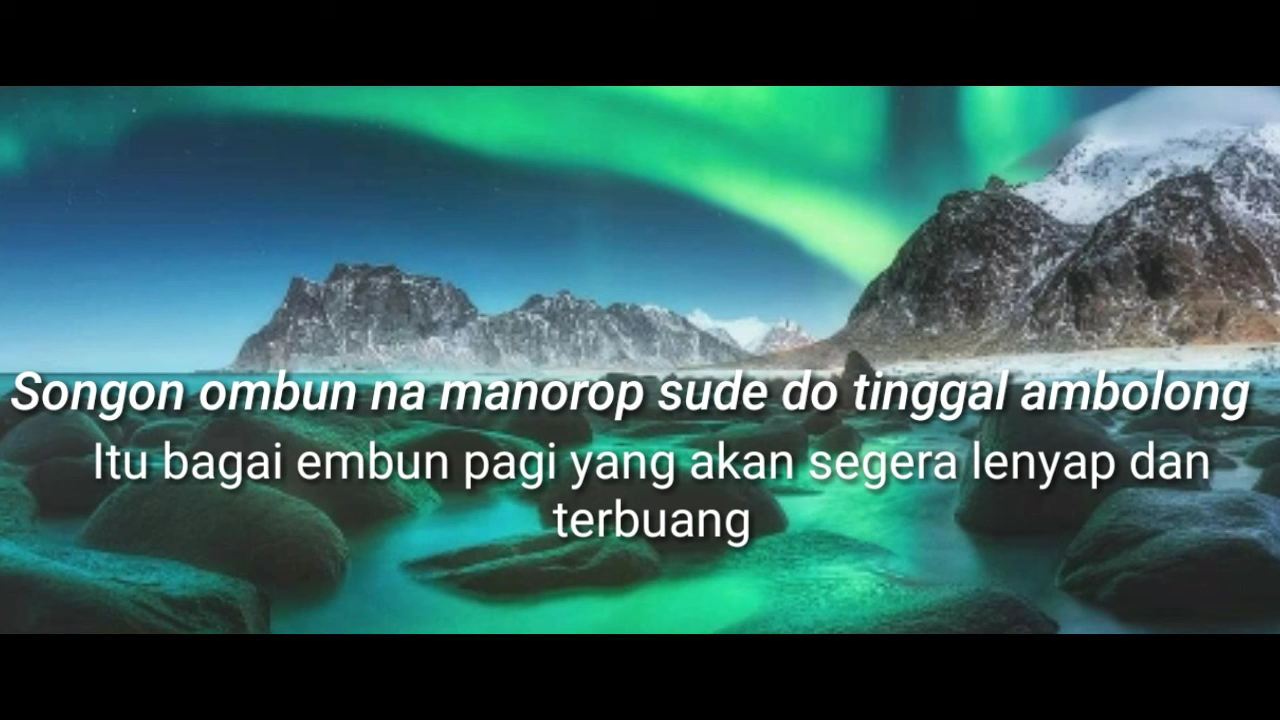 Songon ombun na manorop sude do tinggal ambolong
Itu bagai embun pagi yang akan segera lenyap dan
terbuang